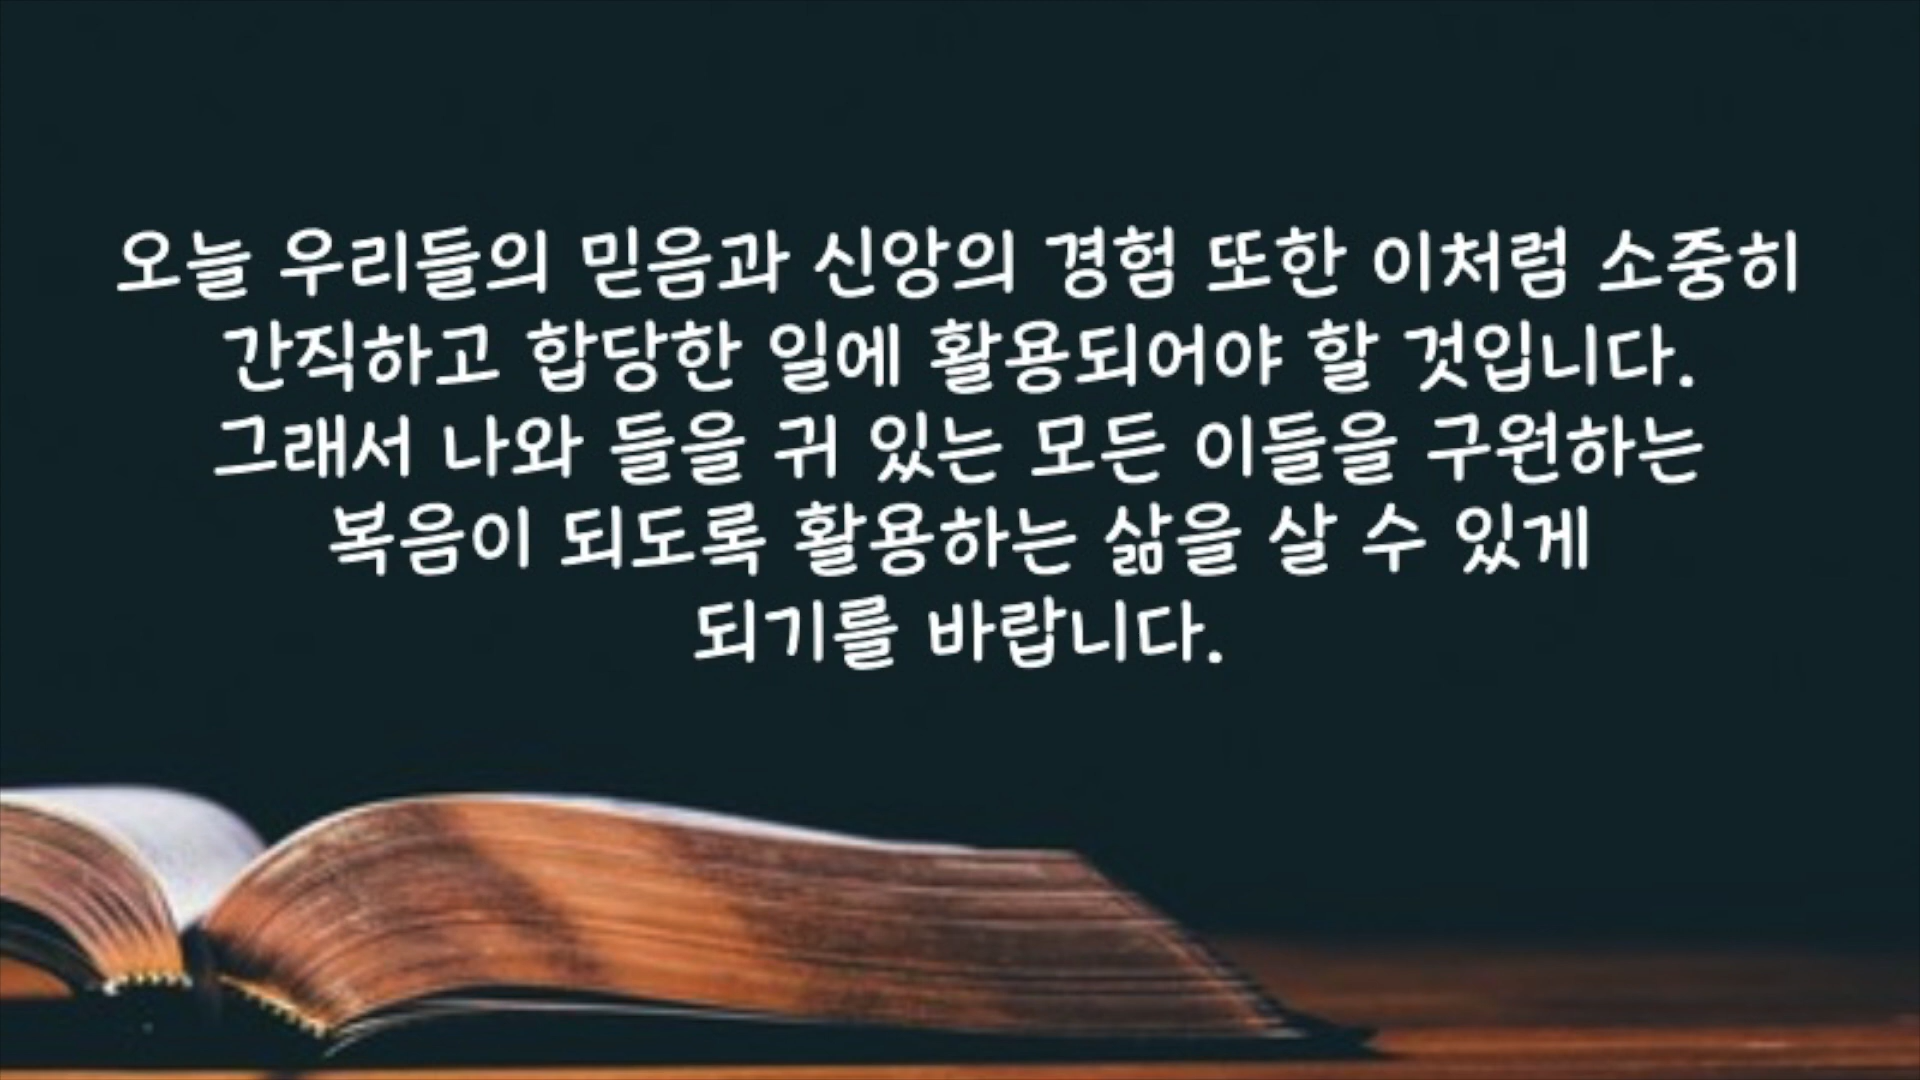 오늘 우리들의 믿음과 신앙의 경험 또한 이처럼 소중히
간직하고 합당한 일에 활용되어야 할 것입니다.
그래서 나와 들을 귀 있는 모든 이들을 구원하는
복음이 되도록 활용하는 삶을 살 수 있게
되기를 바랍니다.